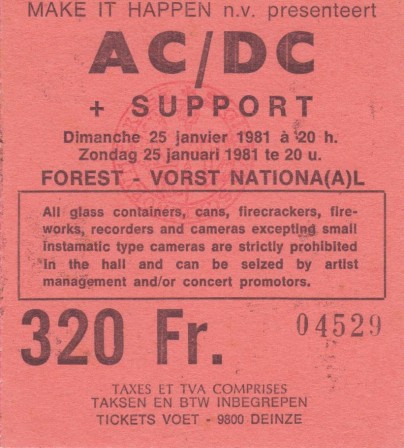 MAKE IT HAPPEN n.v. presenteert
AC/DC
+ SUPPORT
Dimanche 25 janvier 1981 à 20 h.
Zondag 25 januari 1981 te 20 u.
FOREST - VORST NATIONA(A)L
All glass containers, cans, firecrackers, fire-
works, recorders and cameras excepting small
instamatic type cameras are strictly prohibited
in the hall and can be seized by artist
management and/or concert promotors.
320 Fr.
04529
TAXES ET TVA COMPRISES
TAKSEN EN BTW INBEGREPEN
TICKETS VOET - 9800 DEINZE